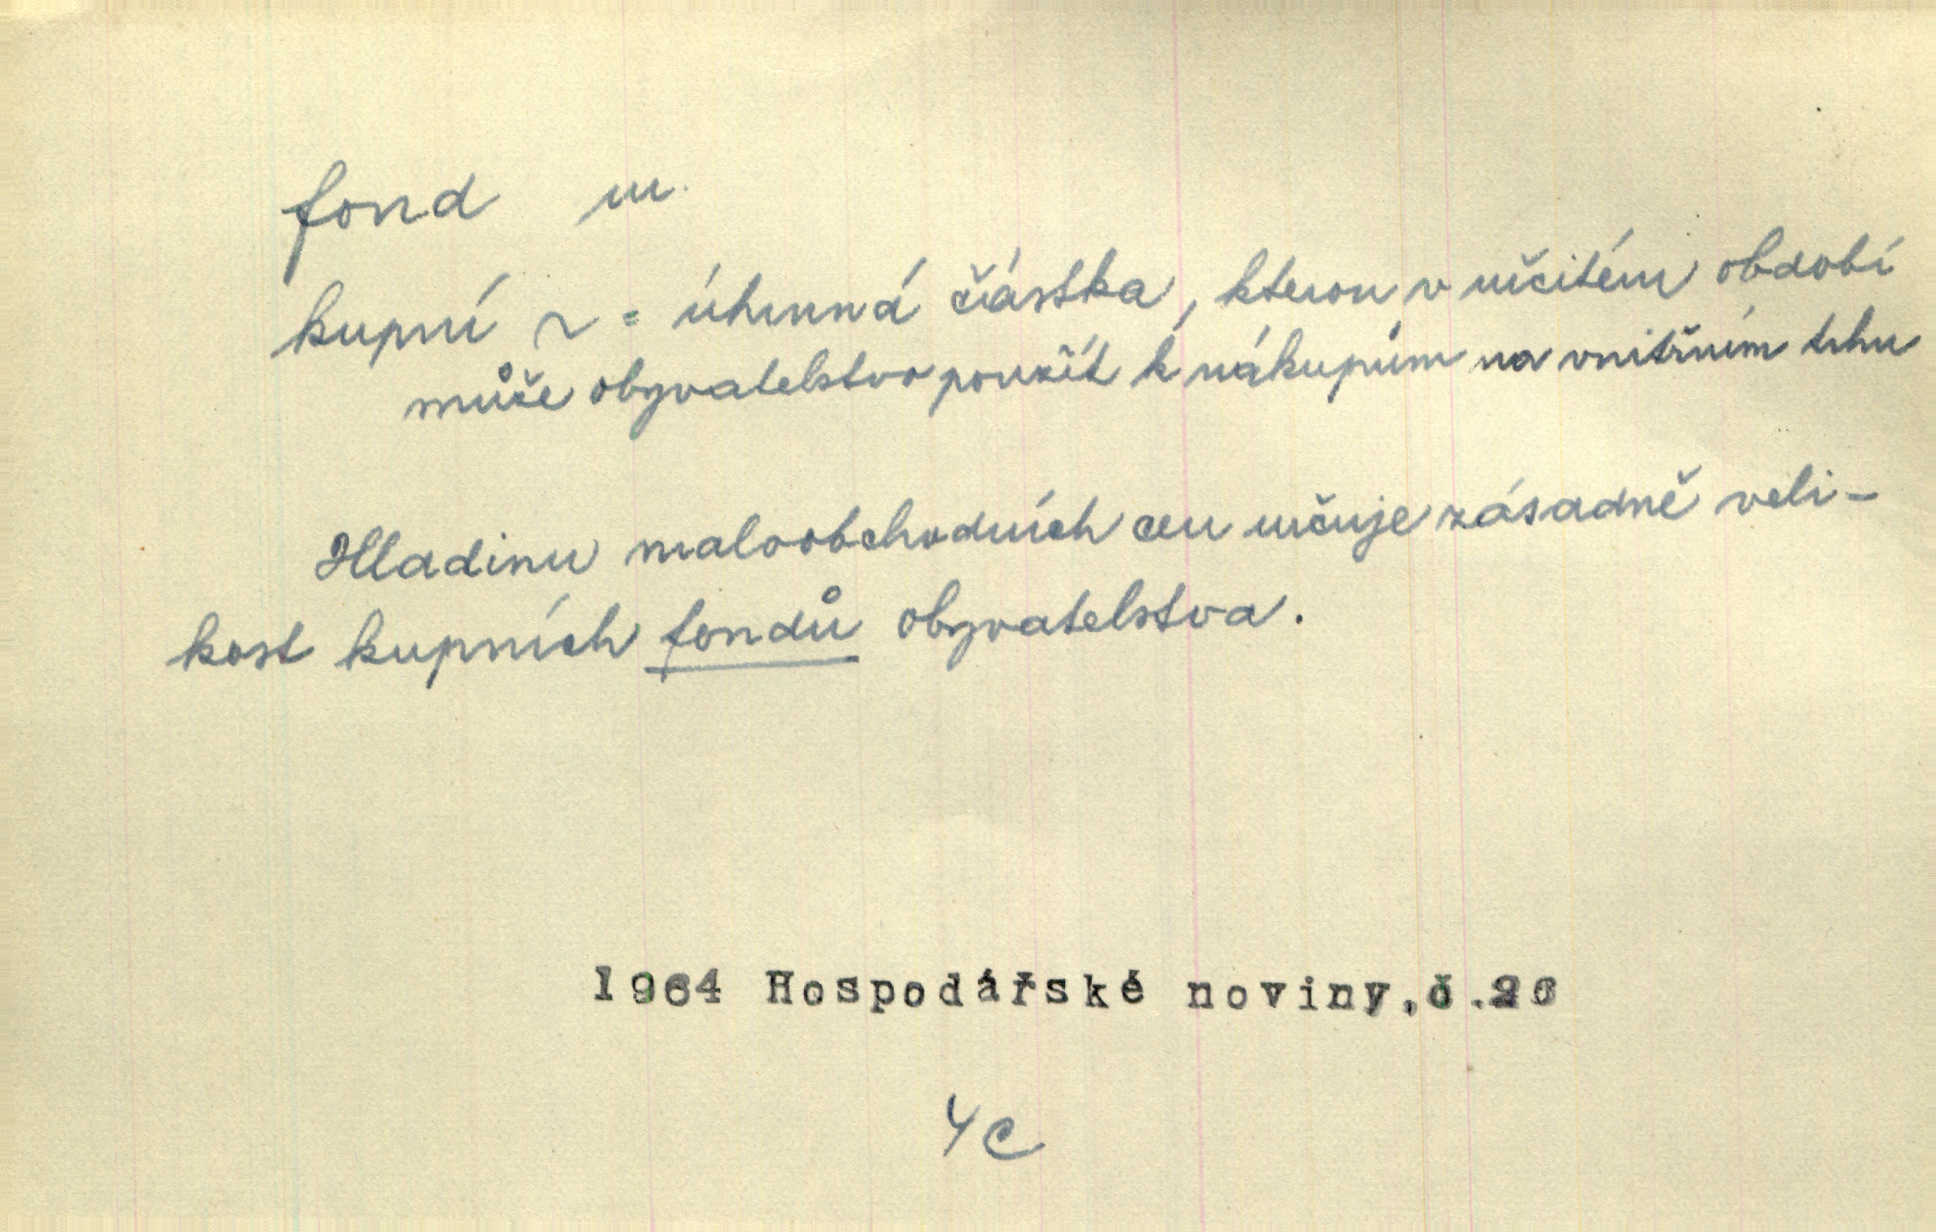 fond m.
kupní ~ = úhrnná částka, kterou v určitém období
může obyvatelstvo použít k nákupům na vnitřním trhu
Hladinu maloobchodních cen určuje zásadně veli-
kost kupních fondů obyvatelstva.
1964 Hospodářské noviny, č.
4c